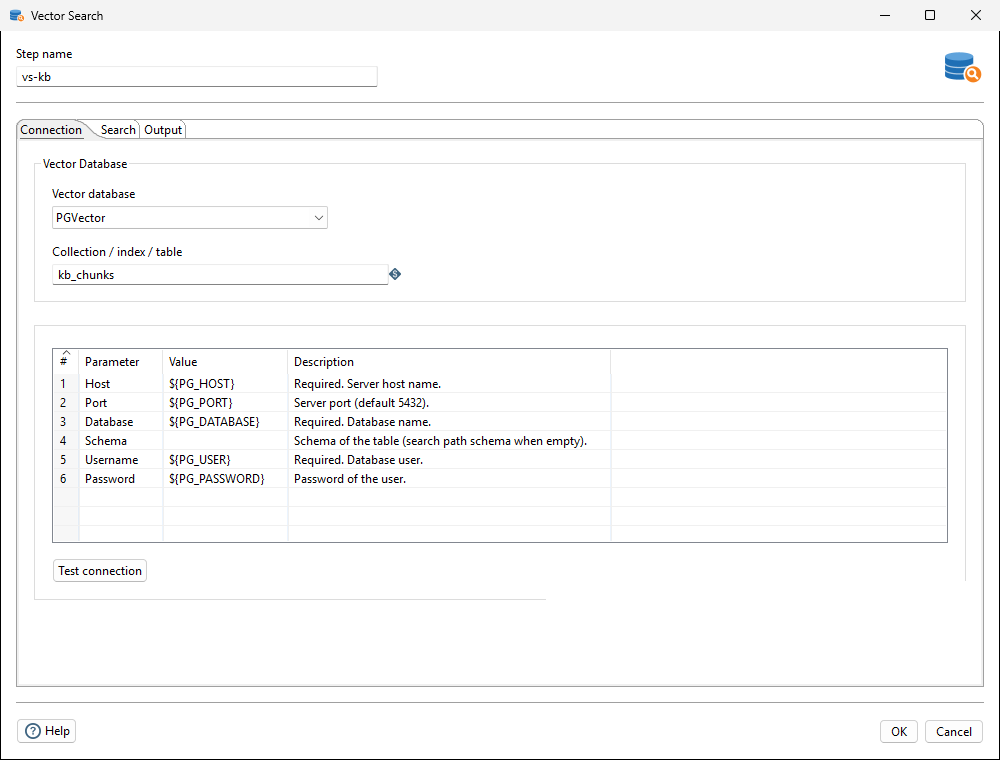 Vector Search
Step name
vs-kb
Connection Search Output
Vector Database
Vector database
PGVector
Collection / index / table
kb_chunks
# Parameter Value Description
1 Host ${PG_HOST} Required. Server host name.
2 Port ${PG_PORT} Server port (default 5432).
3 Database ${PG_DATABASE} Required. Database name.
4 Schema Schema of the table (search path schema when empty).
5 Username ${PG_USER} Required. Database user.
6 Password ${PG_PASSWORD} Password of the user.
Test connection
? Help OK Cancel